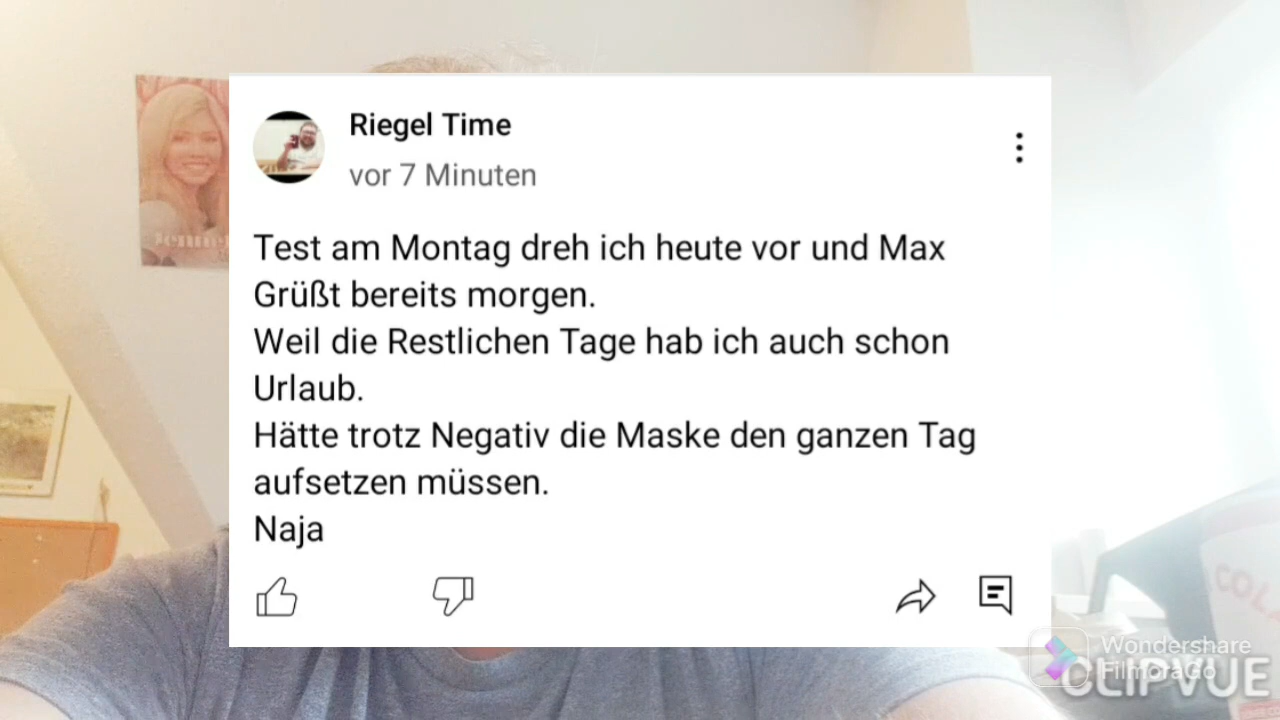 Riegel Time
vor 7 Minuten
Test am Montag dreh ich heute vor und Max
Grüßt bereits morgen.
Weil die Restlichen Tage hab ich auch schon
Urlaub.
Hätte trotz Negativ die Maske den ganzen Tag
aufsetzen müssen.
Naja
COL
Wondershare
FilmoraGo
CLIPVUE